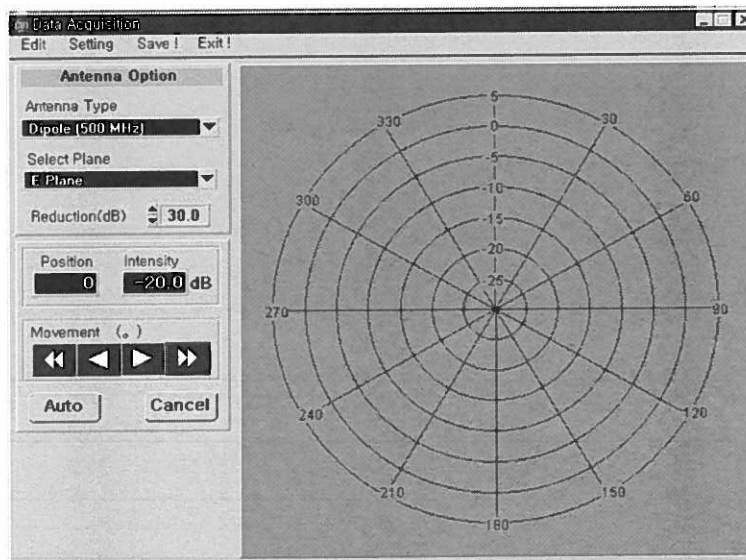 Data Acquisition
Edit Setting Save ! Exit !
Antenna Option
Antenna Type
Dipole (500 MHz)
Select Plane
E Plane
Reduction(dB) 30.0
Position Intensity
0 -20.0 dB
Movement (。)
Auto Cancel
5
0
-5
-10
-15
-20
-25
30
60
90
120
150
180
210
240
270
300
330